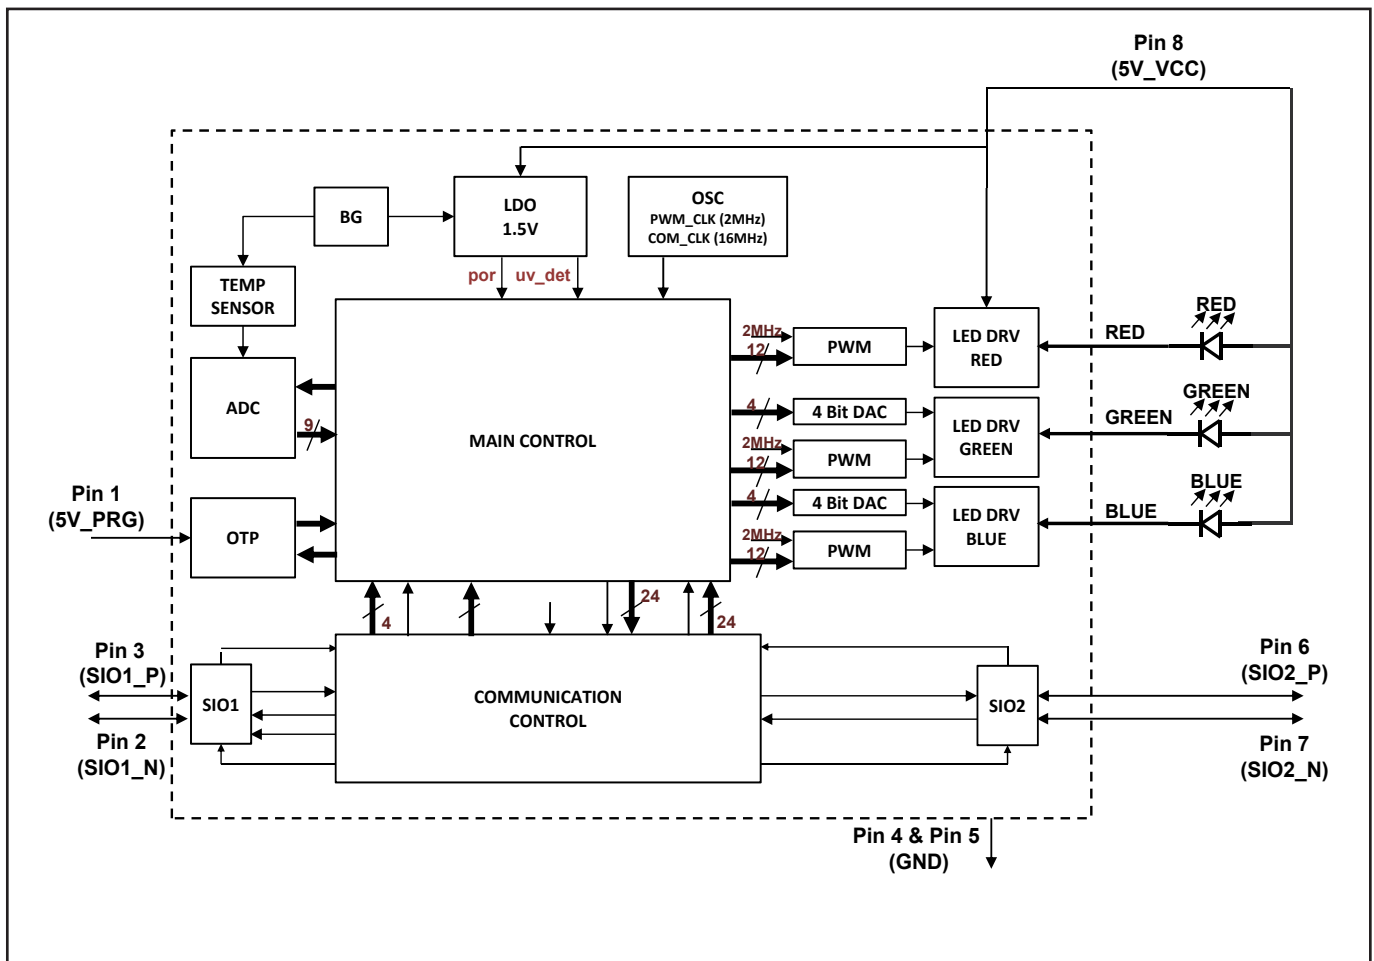 Pin 8
(5V_VCC)
BG
LDO
1.5V
OSC
PWM_CLK (2MHz)
COM_CLK (16MHz)
por uv_det
TEMP
SENSOR
ADC
9
MAIN CONTROL
2MHz
12
PWM
LED DRV
RED
RED
RED
4
4 Bit DAC
2MHz
12
PWM
LED DRV
GREEN
GREEN
GREEN
4
4 Bit DAC
2MHz
12
PWM
LED DRV
BLUE
BLUE
BLUE
Pin 1
(5V_PRG)
OTP
4
24
24
Pin 3
(SIO1_P)
SIO1
Pin 2
(SIO1_N)
COMMUNICATION
CONTROL
SIO2
Pin 6
(SIO2_P)
Pin 7
(SIO2_N)
Pin 4 & Pin 5
(GND)